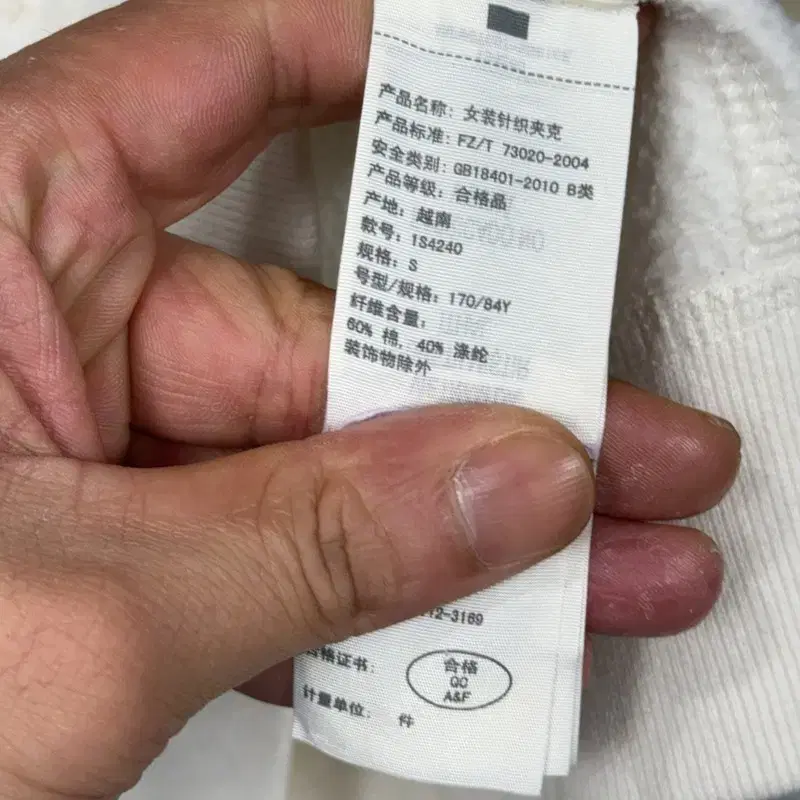 产品名称: 女装针织夹克
产品标准: FZ/T 73020-2004
安全类别: GB18401-2010 B类
产品等级: 合格品
产地: 越南
款号: 1S4240
规格: S
号型/规格: 170/84Y
纤维含量:
60% 棉, 40% 涤纶
装饰物除外
12-3169
合格证书: 合格
QC
A&F
计量单位: 件